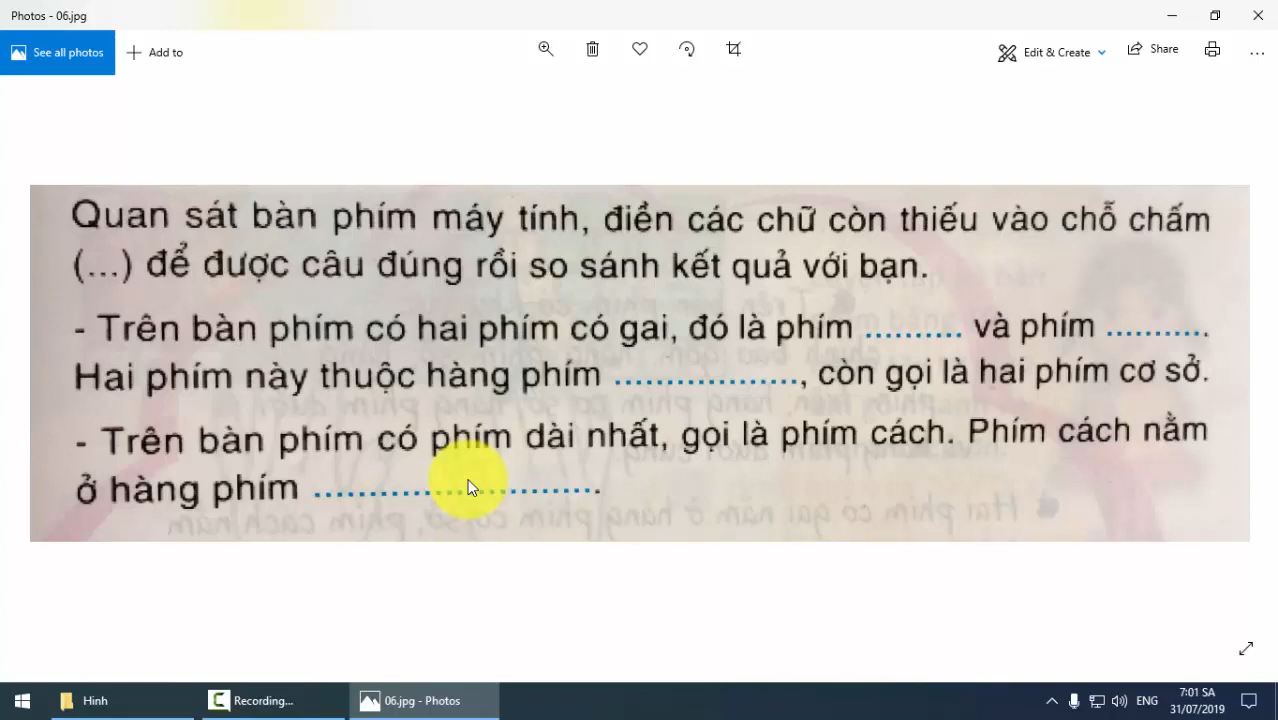 Photos - 06.jpg
See all photos
Add to
Edit & Create
Share
Quan sát bàn phím máy tính, điền các chữ còn thiếu vào chỗ chấm
(...) để được câu đúng rồi so sánh kết quả với bạn.
- Trên bàn phím có hai phím có gai, đó là phím .......... và phím ..........
Hai phím này thuộc hàng phím ..................., còn gọi là hai phím cơ sở.
- Trên bàn phím có phím dài nhất, gọi là phím cách. Phím cách nằm
ở hàng phím ..............................
Hinh
Recording...
06.jpg - Photos
ENG
7:01 SA
31/07/2019